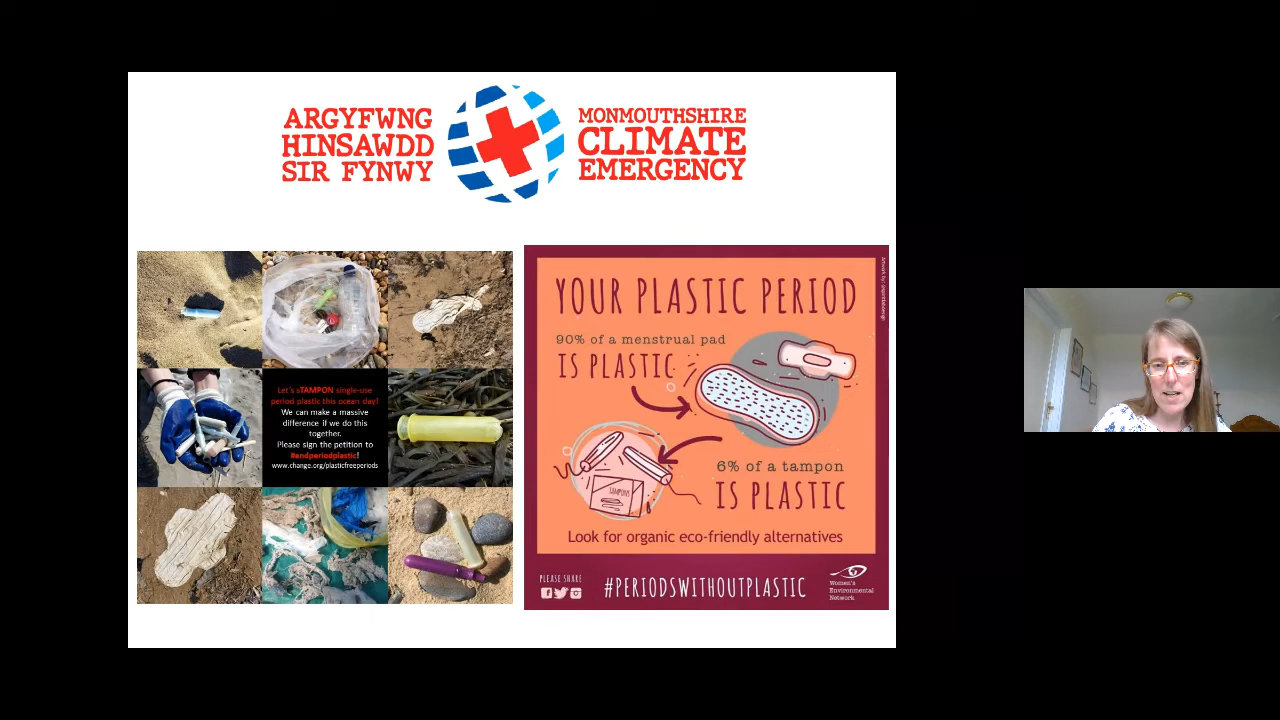 ARGYFWNG
HINSAWDD
SIR FYNWY
MONMOUTHSHIRE
CLIMATE
EMERGENCY
Let's sTAMPON single-use
period plastic this ocean day!
We can make a massive
difference if we do this
together.
Please sign the petition to
#endperiodplastic!
www.change.org/plasticfreeperiods
YOUR PLASTIC PERIOD
90% of a menstrual pad
IS PLASTIC
TAMPONS
6% of a tampon
IS PLASTIC
Look for organic eco-friendly alternatives
PLEASE SHARE
#PERIODSWITHOUTPLASTIC
Women's
Environmental
Network